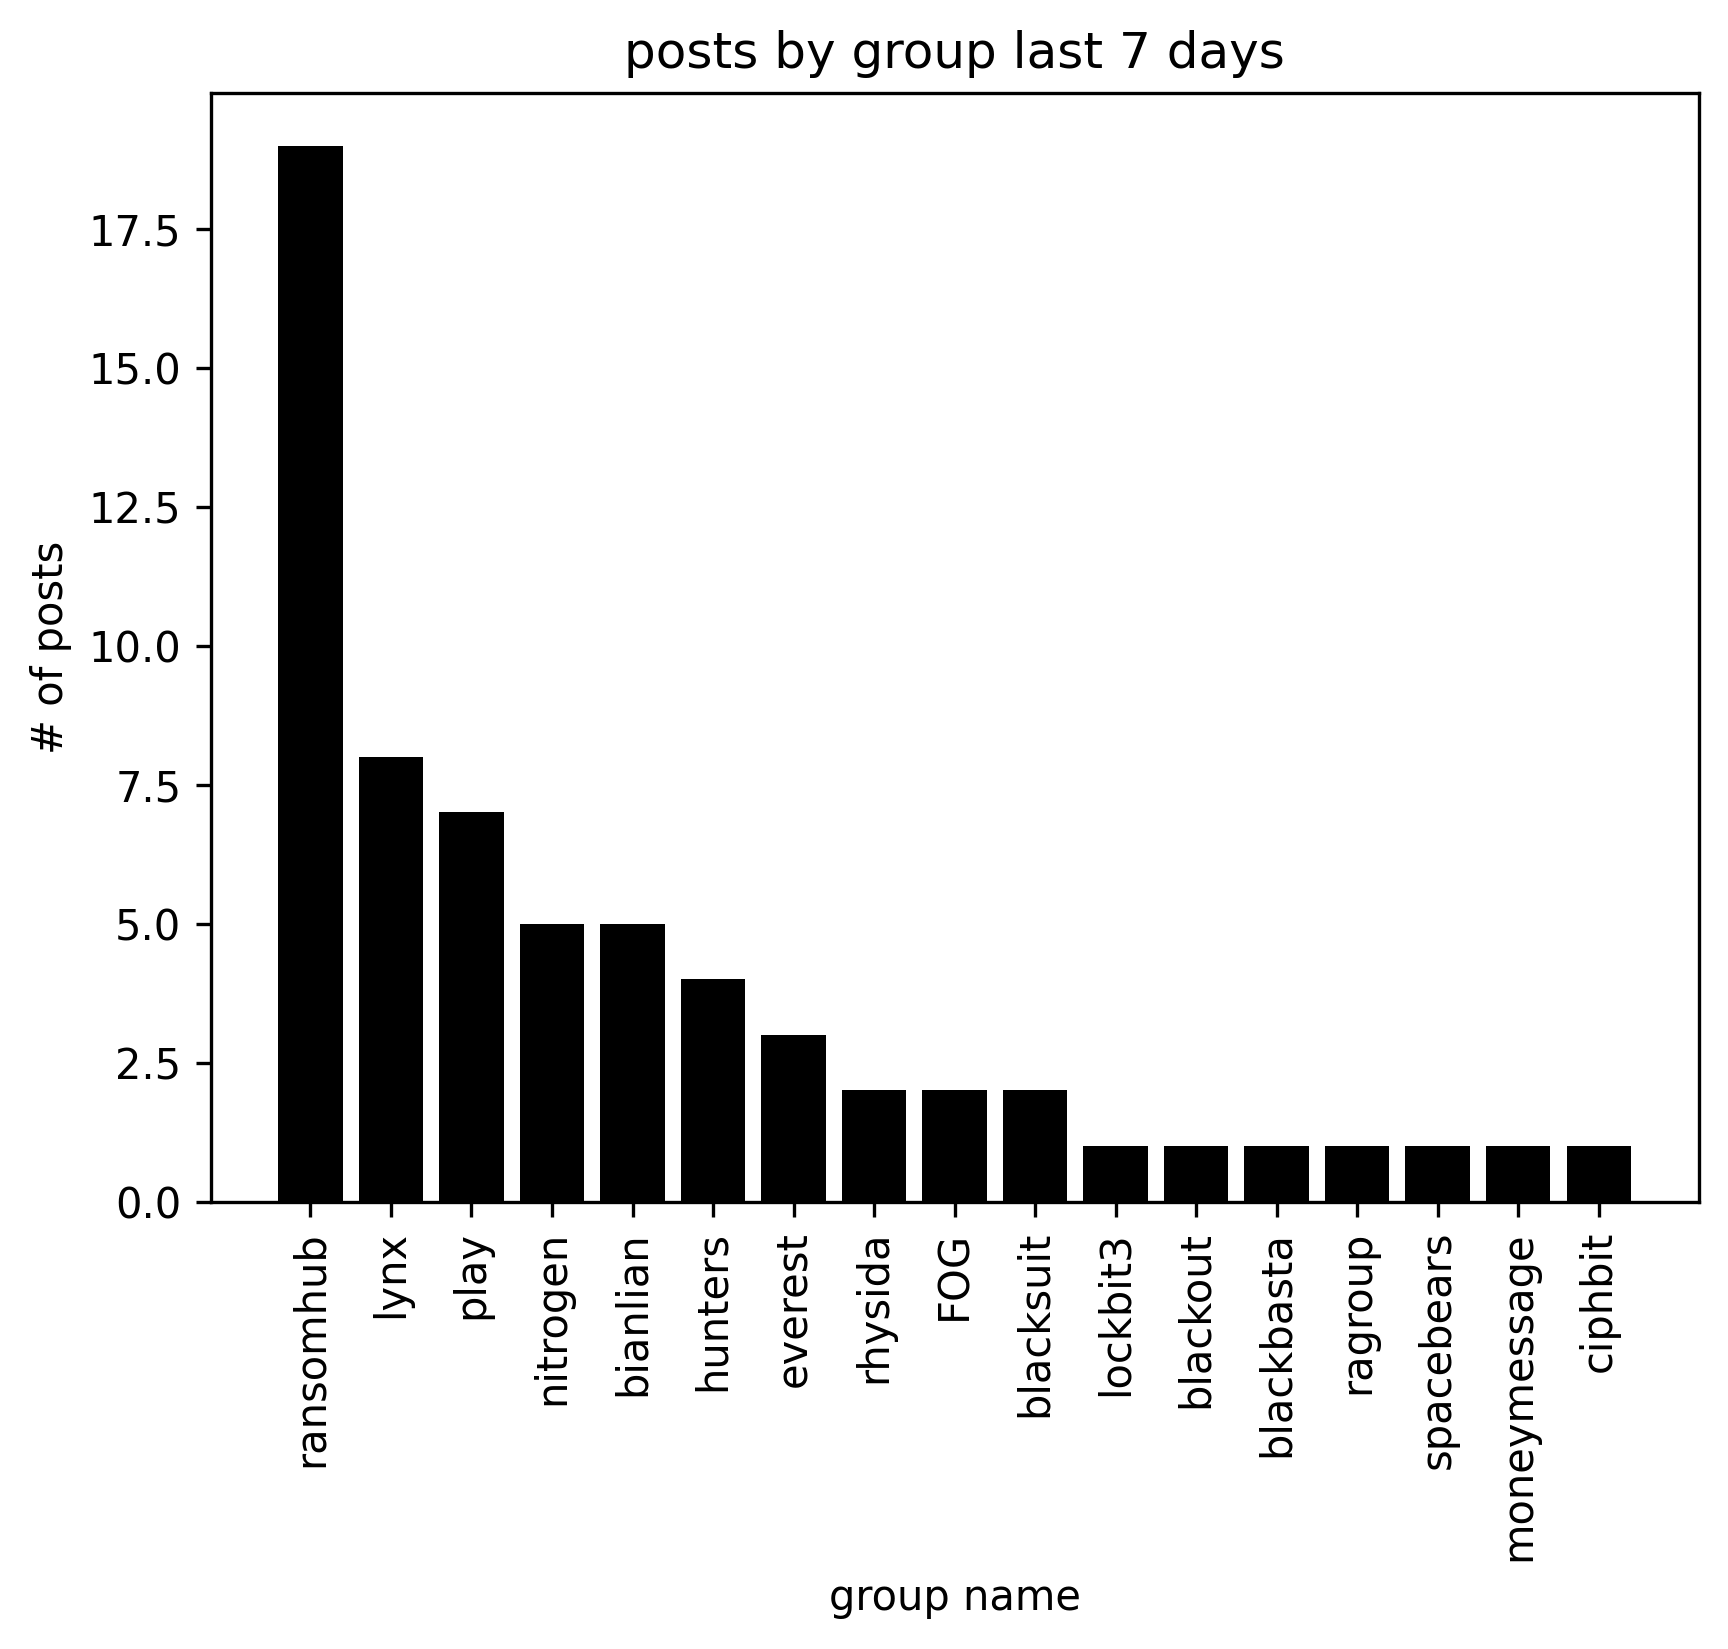 posts by group last 7 days
# of posts
17.5
15.0
12.5
10.0
7.5
5.0
2.5
0.0
ransomhub
lynx
play
nitrogen
bianlian
hunters
everest
rhysida
FOG
blacksuit
lockbit3
blackout
blackbasta
ragroup
spacebears
moneymessage
ciphbit
group name